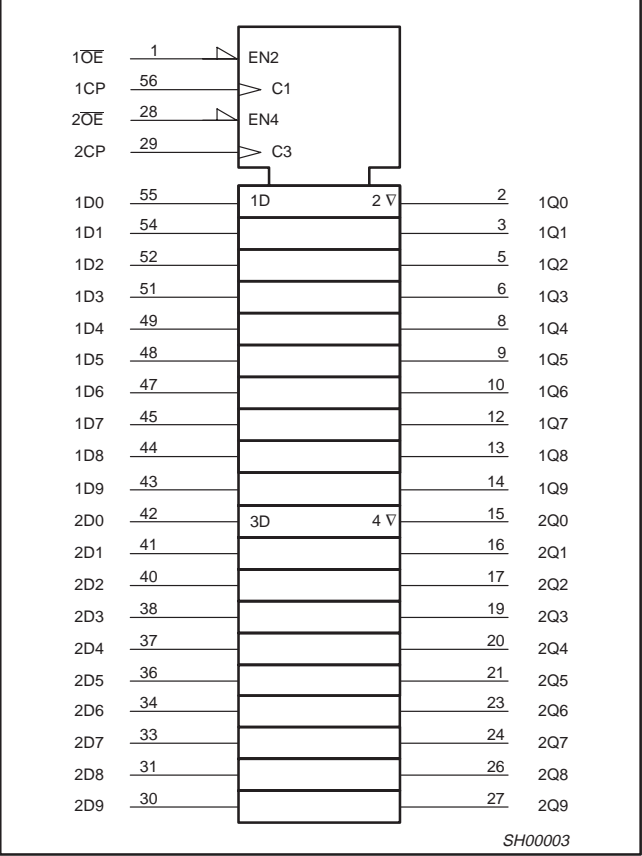 1O̅E̅ 1 EN2
1CP 56 C1
2O̅E̅ 28 EN4
2CP 29 C3
1D0 55 1D 2 ∇ 2 1Q0
1D1 54 3 1Q1
1D2 52 5 1Q2
1D3 51 6 1Q3
1D4 49 8 1Q4
1D5 48 9 1Q5
1D6 47 10 1Q6
1D7 45 12 1Q7
1D8 44 13 1Q8
1D9 43 14 1Q9
2D0 42 3D 4 ∇ 15 2Q0
2D1 41 16 2Q1
2D2 40 17 2Q2
2D3 38 19 2Q3
2D4 37 20 2Q4
2D5 36 21 2Q5
2D6 34 23 2Q6
2D7 33 24 2Q7
2D8 31 26 2Q8
2D9 30 27 2Q9
SH00003